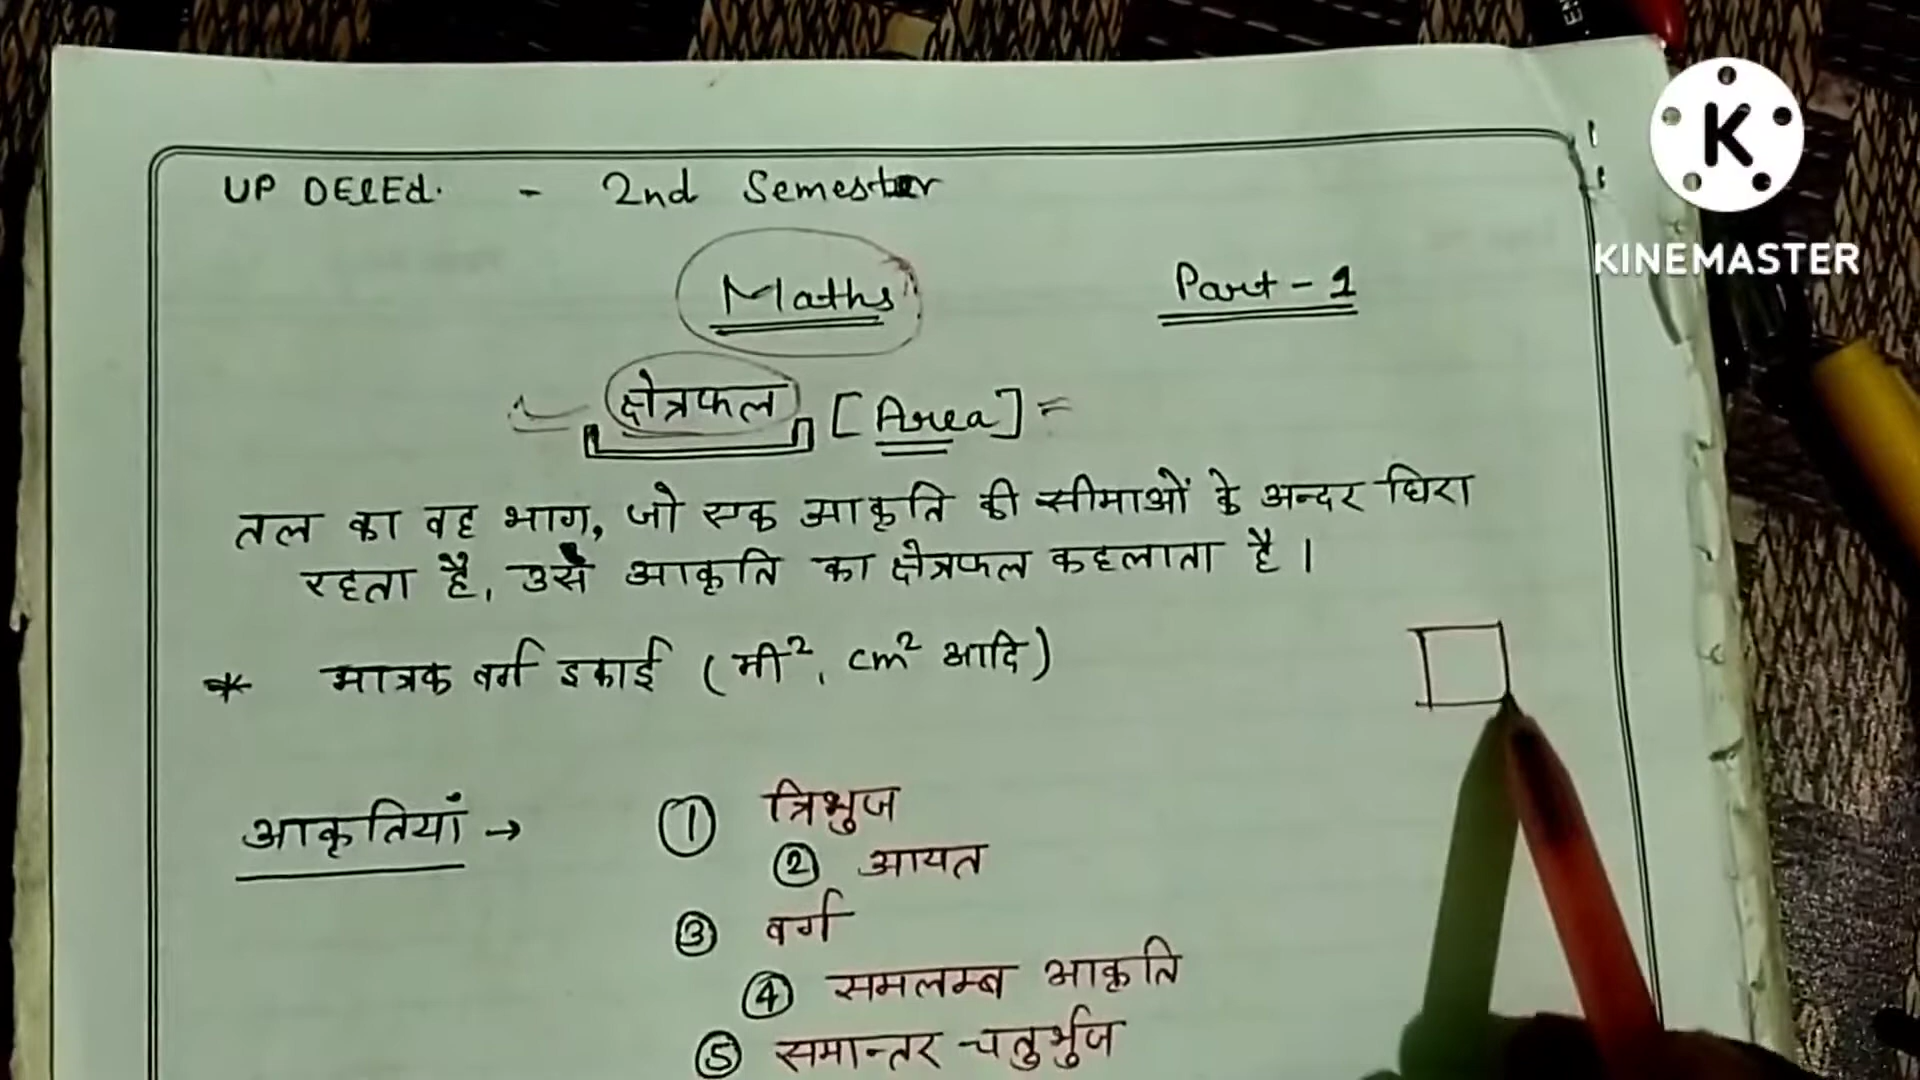 UP DELEd. - 2nd Semester
Maths
Part - 1
क्षेत्रफल [Area] =
तल का वह भाग, जो एक आकृति की सीमाओं के अन्दर घिरा
रहता है, उसे आकृति का क्षेत्रफल कहलाता है ।
* मात्रक वर्ग इकाई (मी², cm² आदि)
आकृतियां → ① त्रिभुज
② आयत
③ वर्ग
④ समलम्ब आकृति
⑤ समान्तर चतुर्भुज
K
KINEMASTER